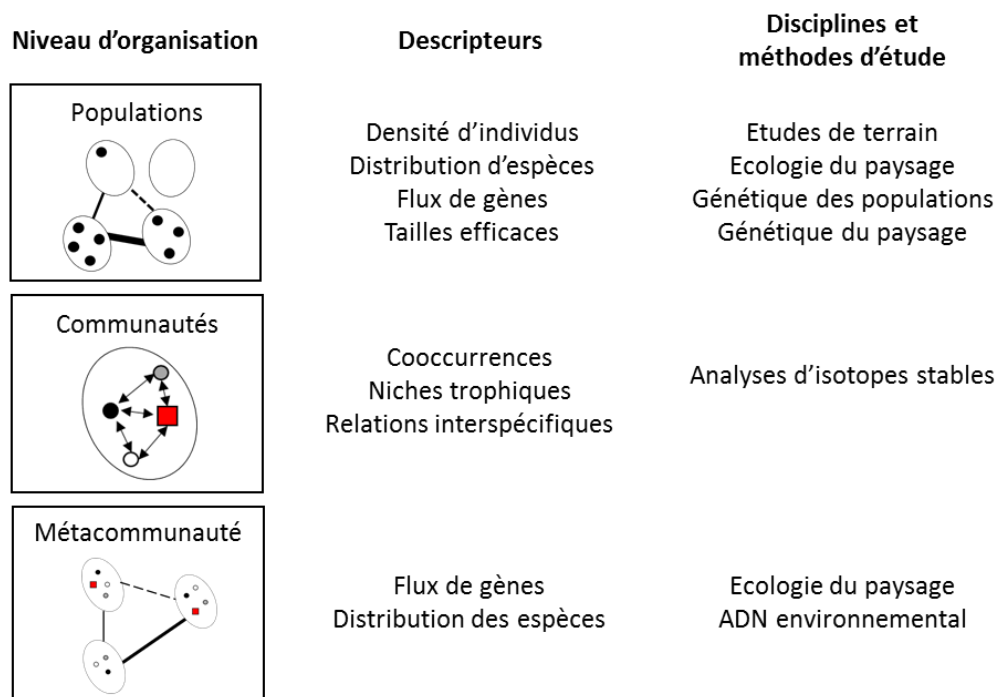 Niveau d'organisation
Descripteurs
Disciplines et
méthodes d'étude
Populations
Densité d'individus
Distribution d'espèces
Flux de gènes
Tailles efficaces
Etudes de terrain
Ecologie du paysage
Génétique des populations
Génétique du paysage
Communautés
Cooccurrences
Niches trophiques
Relations interspécifiques
Analyses d'isotopes stables
Métacommunauté
Flux de gènes
Distribution des espèces
Ecologie du paysage
ADN environmental